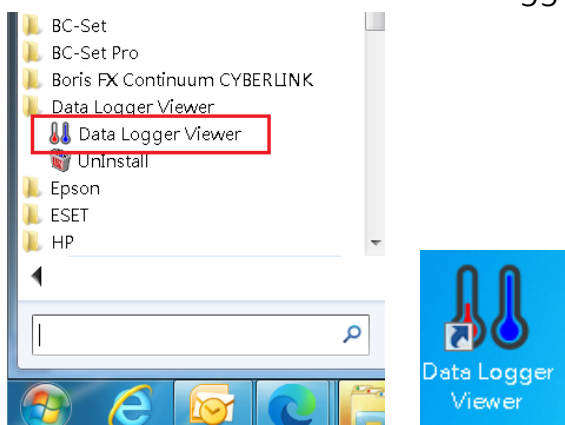 BC-Set
BC-Set Pro
Boris FX Continuum CYBERLINK
Data Logger Viewer
Data Logger Viewer
UnInstall
Epson
ESET
HP
Data Logger
Viewer